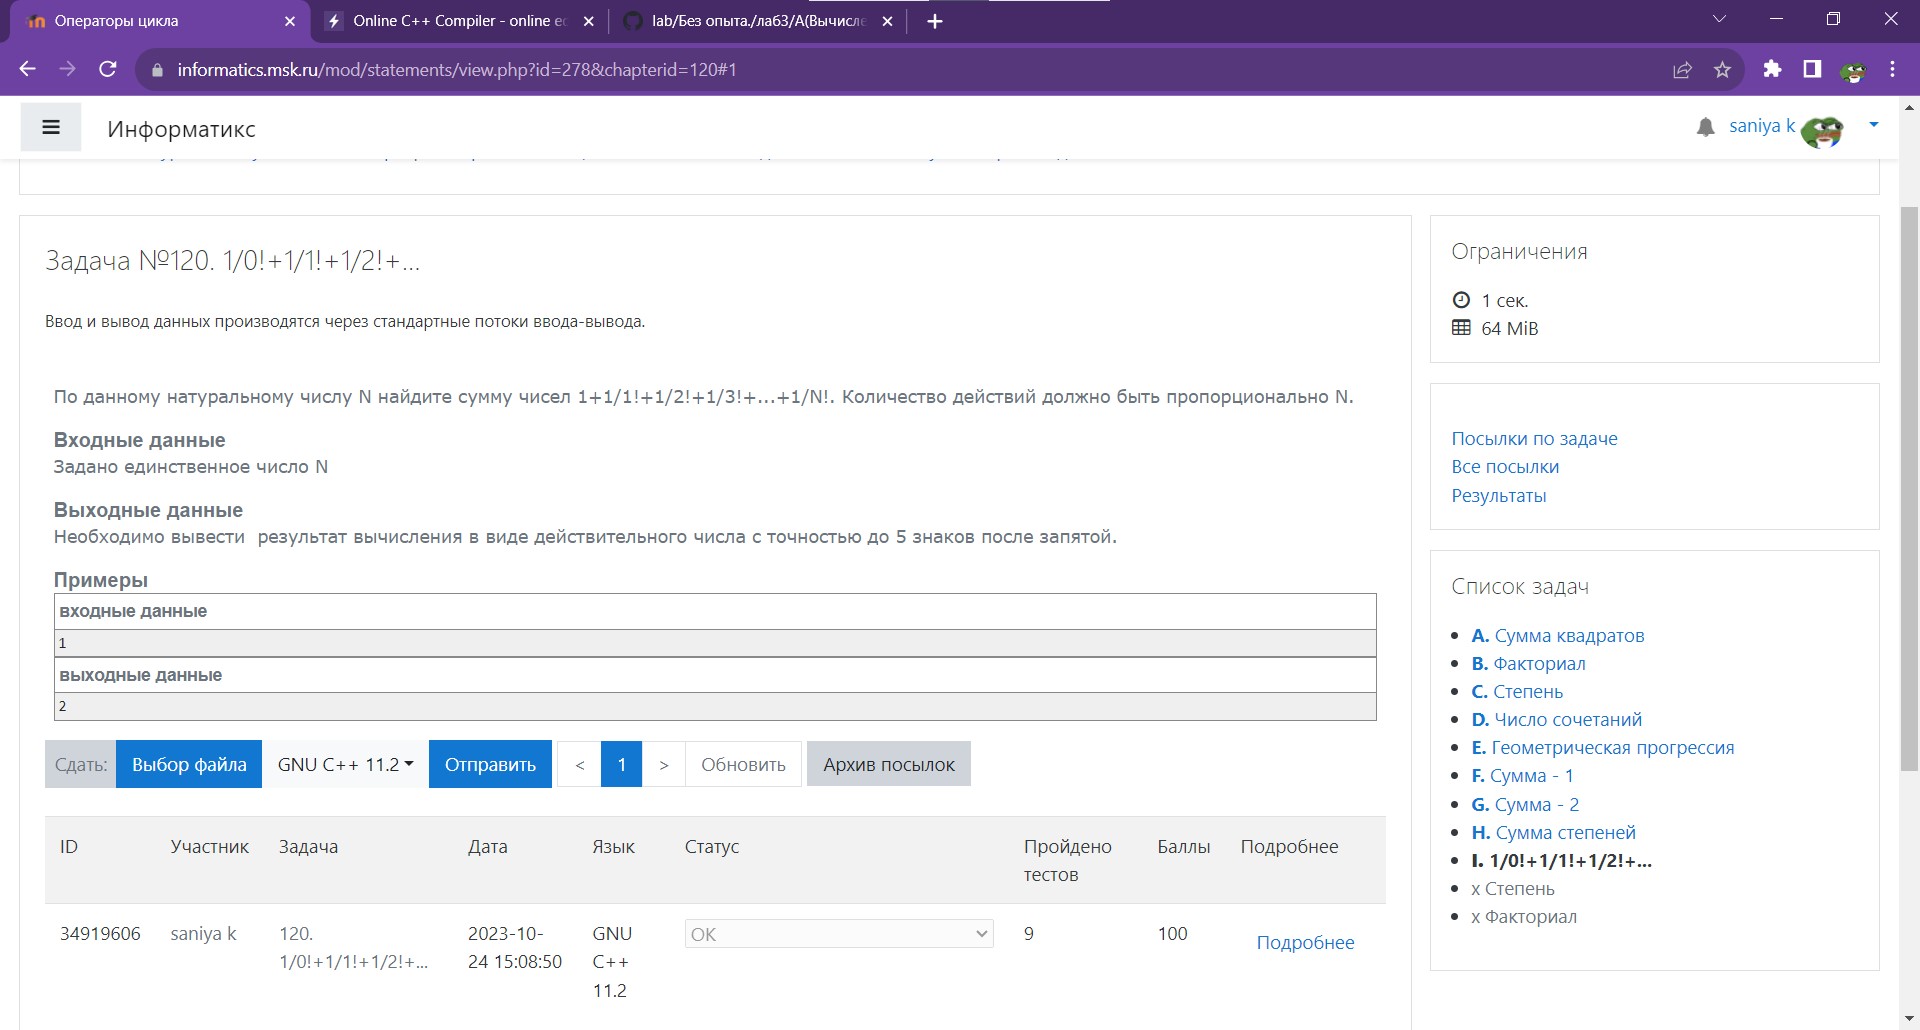 Операторы цикла
Online C++ Compiler - online
lab/Без опыта./лаб3/A(Вычисле
informatics.msk.ru/mod/statements/view.php?id=278&chapterid=120#1
Информатикс
saniya k
Задача №120. 1/0!+1/1!+1/2!+...
Ввод и вывод данных производятся через стандартные потоки ввода-вывода.
По данному натуральному числу N найдите сумму чисел 1+1/1!+1/2!+1/3!+...+1/N!. Количество действий должно быть пропорционально N.
Входные данные
Задано единственное число N
Выходные данные
Необходимо вывести  результат вычисления в виде действительного числа с точностью до 5 знаков после запятой.
Примеры
входные данные
1
выходные данные
2
Сдать: Выбор файла GNU C++ 11.2 Отправить < 1 > Обновить Архив посылок
ID Участник Задача Дата Язык Статус Пройдено тестов Баллы Подробнее
34919606 saniya k 120. 1/0!+1/1!+1/2!+... 2023-10-24 15:08:50 GNU C++ 11.2 OK 9 100 Подробнее
Ограничения
1 сек.
64 MiB
Посылки по задаче
Все посылки
Результаты
Список задач
A. Сумма квадратов
B. Факториал
C. Степень
D. Число сочетаний
E. Геометрическая прогрессия
F. Сумма - 1
G. Сумма - 2
H. Сумма степеней
I. 1/0!+1/1!+1/2!+...
x Степень
x Факториал